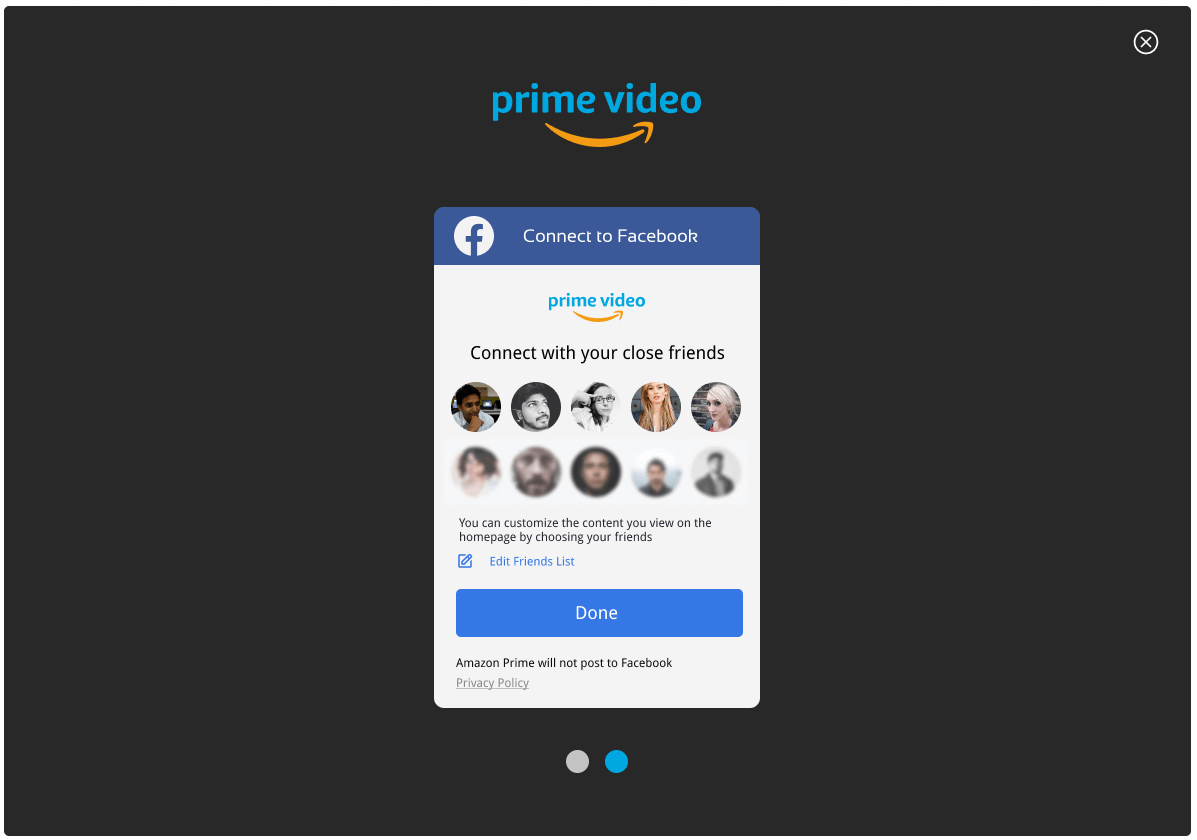 prime video
Connect to Facebook
prime video
Connect with your close friends
You can customize the content you view on the
homepage by choosing your friends
Edit Friends List
Done
Amazon Prime will not post to Facebook
Privacy Policy